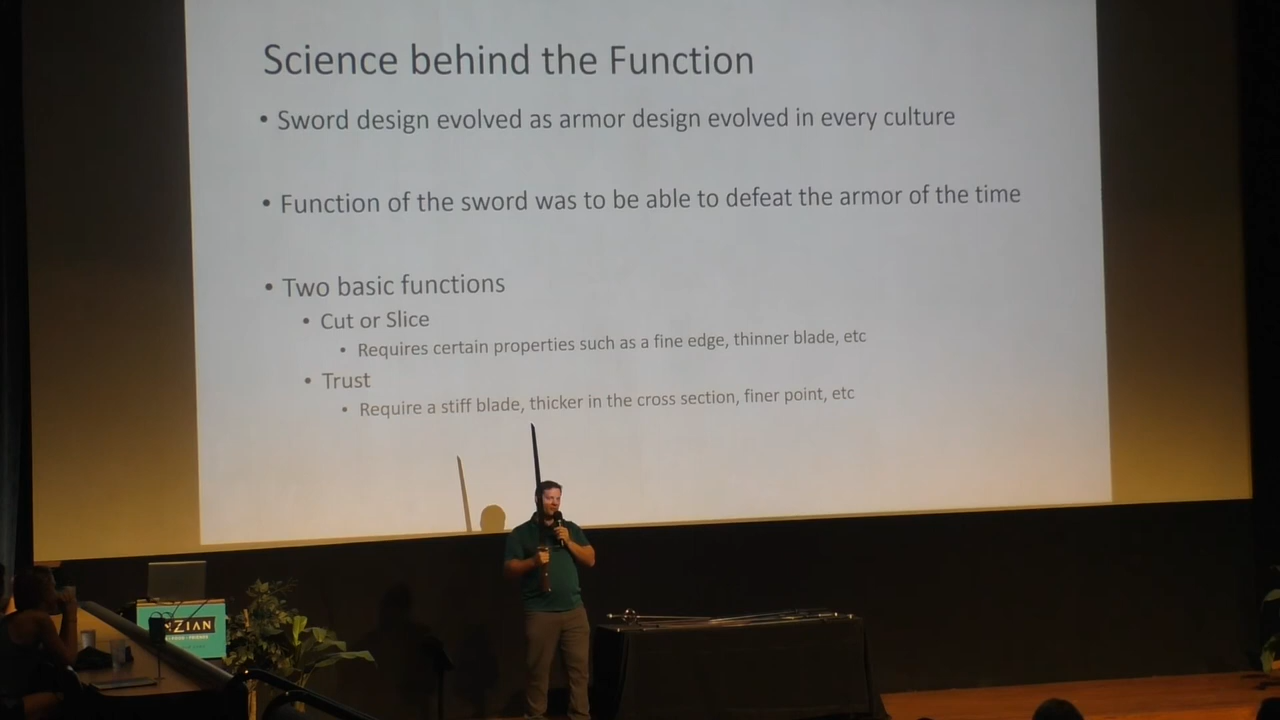 Science behind the Function
• Sword design evolved as armor design evolved in every culture
• Function of the sword was to be able to defeat the armor of the time
• Two basic functions
• Cut or Slice
• Requires certain properties such as a fine edge, thinner blade, etc
• Trust
• Require a stiff blade, thicker in the cross section, finer point, etc
ZIAN